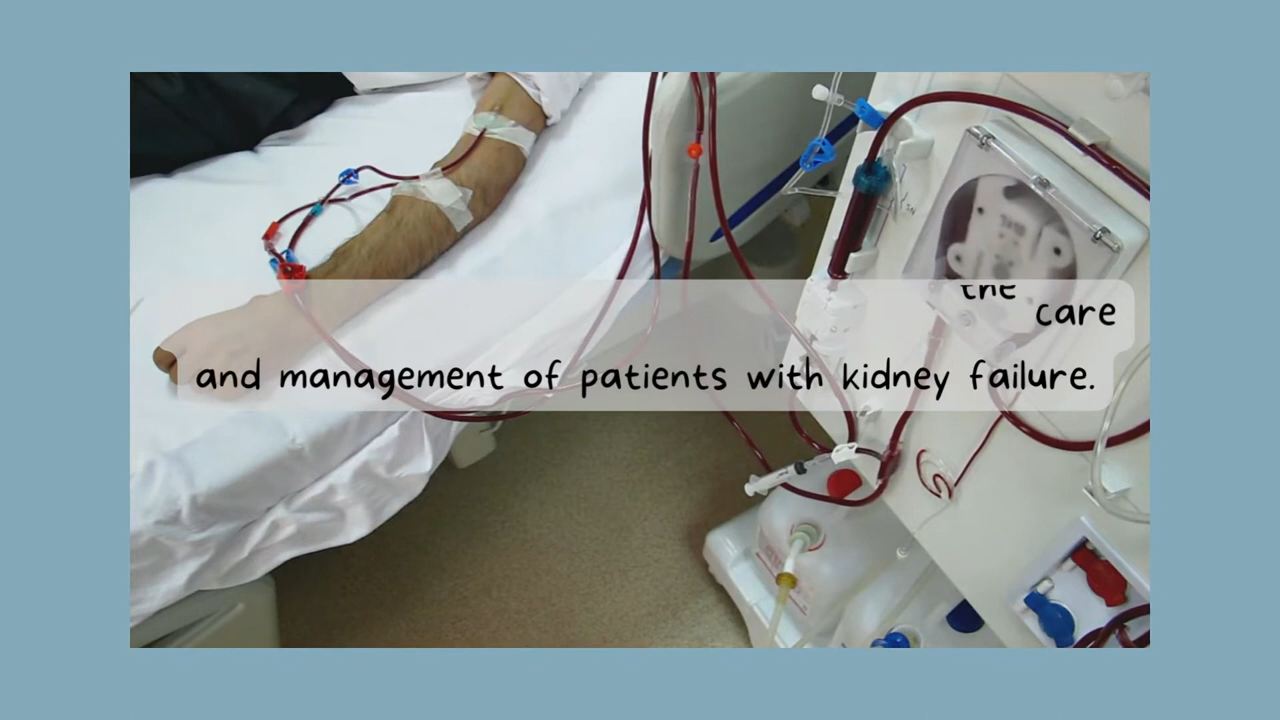 the care
and management of patients with kidney failure.